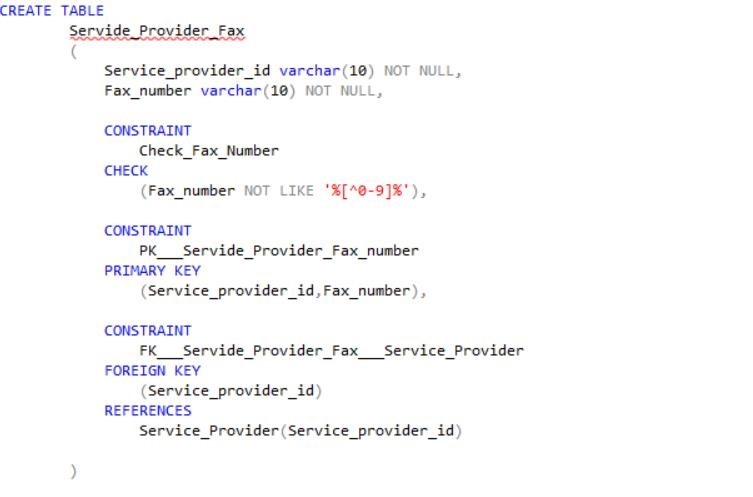 CREATE TABLE
Servide_Provider_Fax
(
Service_provider_id varchar(10) NOT NULL,
Fax_number varchar(10) NOT NULL,
CONSTRAINT
Check_Fax_Number
CHECK
(Fax_number NOT LIKE '%[^0-9]%'),
CONSTRAINT
PK___Servide_Provider_Fax_number
PRIMARY KEY
(Service_provider_id,Fax_number),
CONSTRAINT
FK___Servide_Provider_Fax___Service_Provider
FOREIGN KEY
(Service_provider_id)
REFERENCES
Service_Provider(Service_provider_id)
)